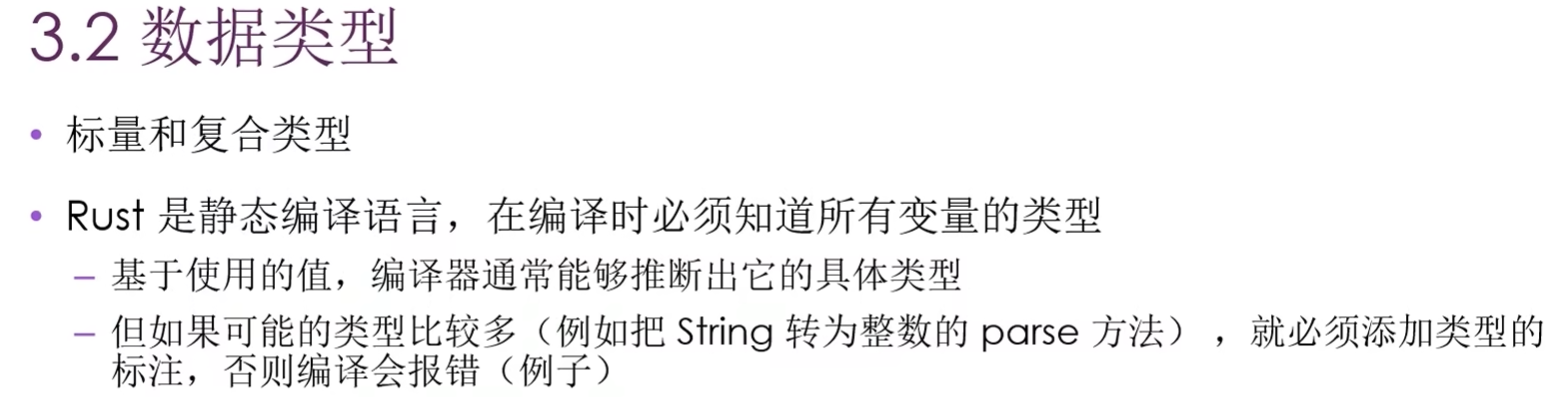 3.2 数据类型
• 标量和复合类型
• Rust 是静态编译语言，在编译时必须知道所有变量的类型
– 基于使用的值，编译器通常能够推断出它的具体类型
– 但如果可能的类型比较多（例如把 String 转为整数的 parse 方法），就必须添加类型的
标注，否则编译会报错（例子）